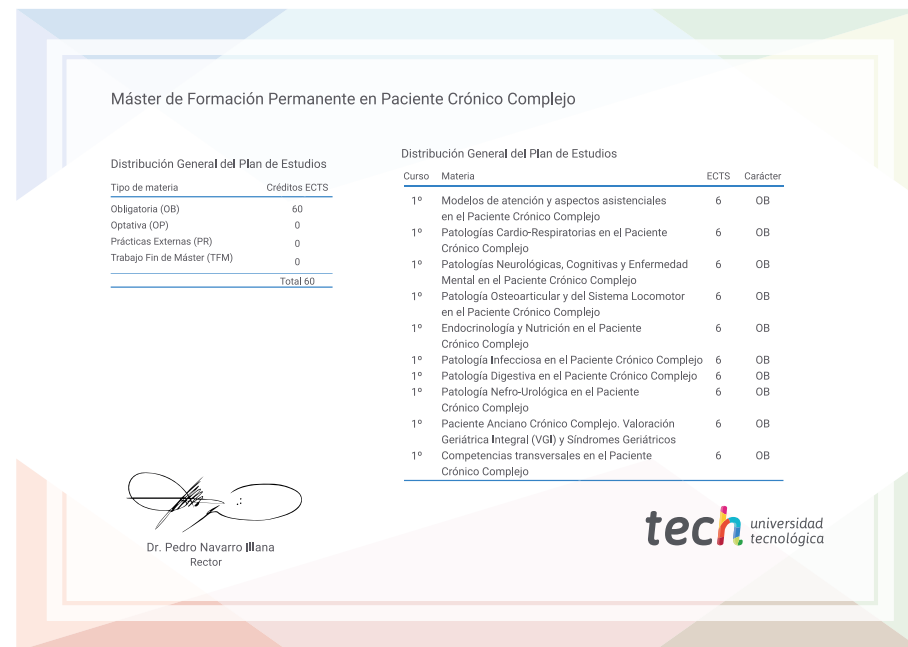 Máster de Formación Permanente en Paciente Crónico Complejo
Distribución General del Plan de Estudios
Tipo de materia Créditos ECTS
Obligatoria (OB) 60
Optativa (OP) 0
Prácticas Externas (PR) 0
Trabajo Fin de Máster (TFM) 0
Total 60
Distribución General del Plan de Estudios
Curso Materia ECTS Carácter
1º Modelos de atención y aspectos asistenciales 6 OB
en el Paciente Crónico Complejo
1º Patologías Cardio-Respiratorias en el Paciente 6 OB
Crónico Complejo
1º Patologías Neurológicas, Cognitivas y Enfermedad 6 OB
Mental en el Paciente Crónico Complejo
1º Patología Osteoarticular y del Sistema Locomotor 6 OB
en el Paciente Crónico Complejo
1º Endocrinología y Nutrición en el Paciente 6 OB
Crónico Complejo
1º Patología Infecciosa en el Paciente Crónico Complejo 6 OB
1º Patología Digestiva en el Paciente Crónico Complejo 6 OB
1º Patología Nefro-Urológica en el Paciente 6 OB
Crónico Complejo
1º Paciente Anciano Crónico Complejo. Valoración 6 OB
Geriátrica Integral (VGI) y Síndromes Geriátricos
1º Competencias transversales en el Paciente 6 OB
Crónico Complejo
Dr. Pedro Navarro Illana
Rector
tech universidad
tecnológica